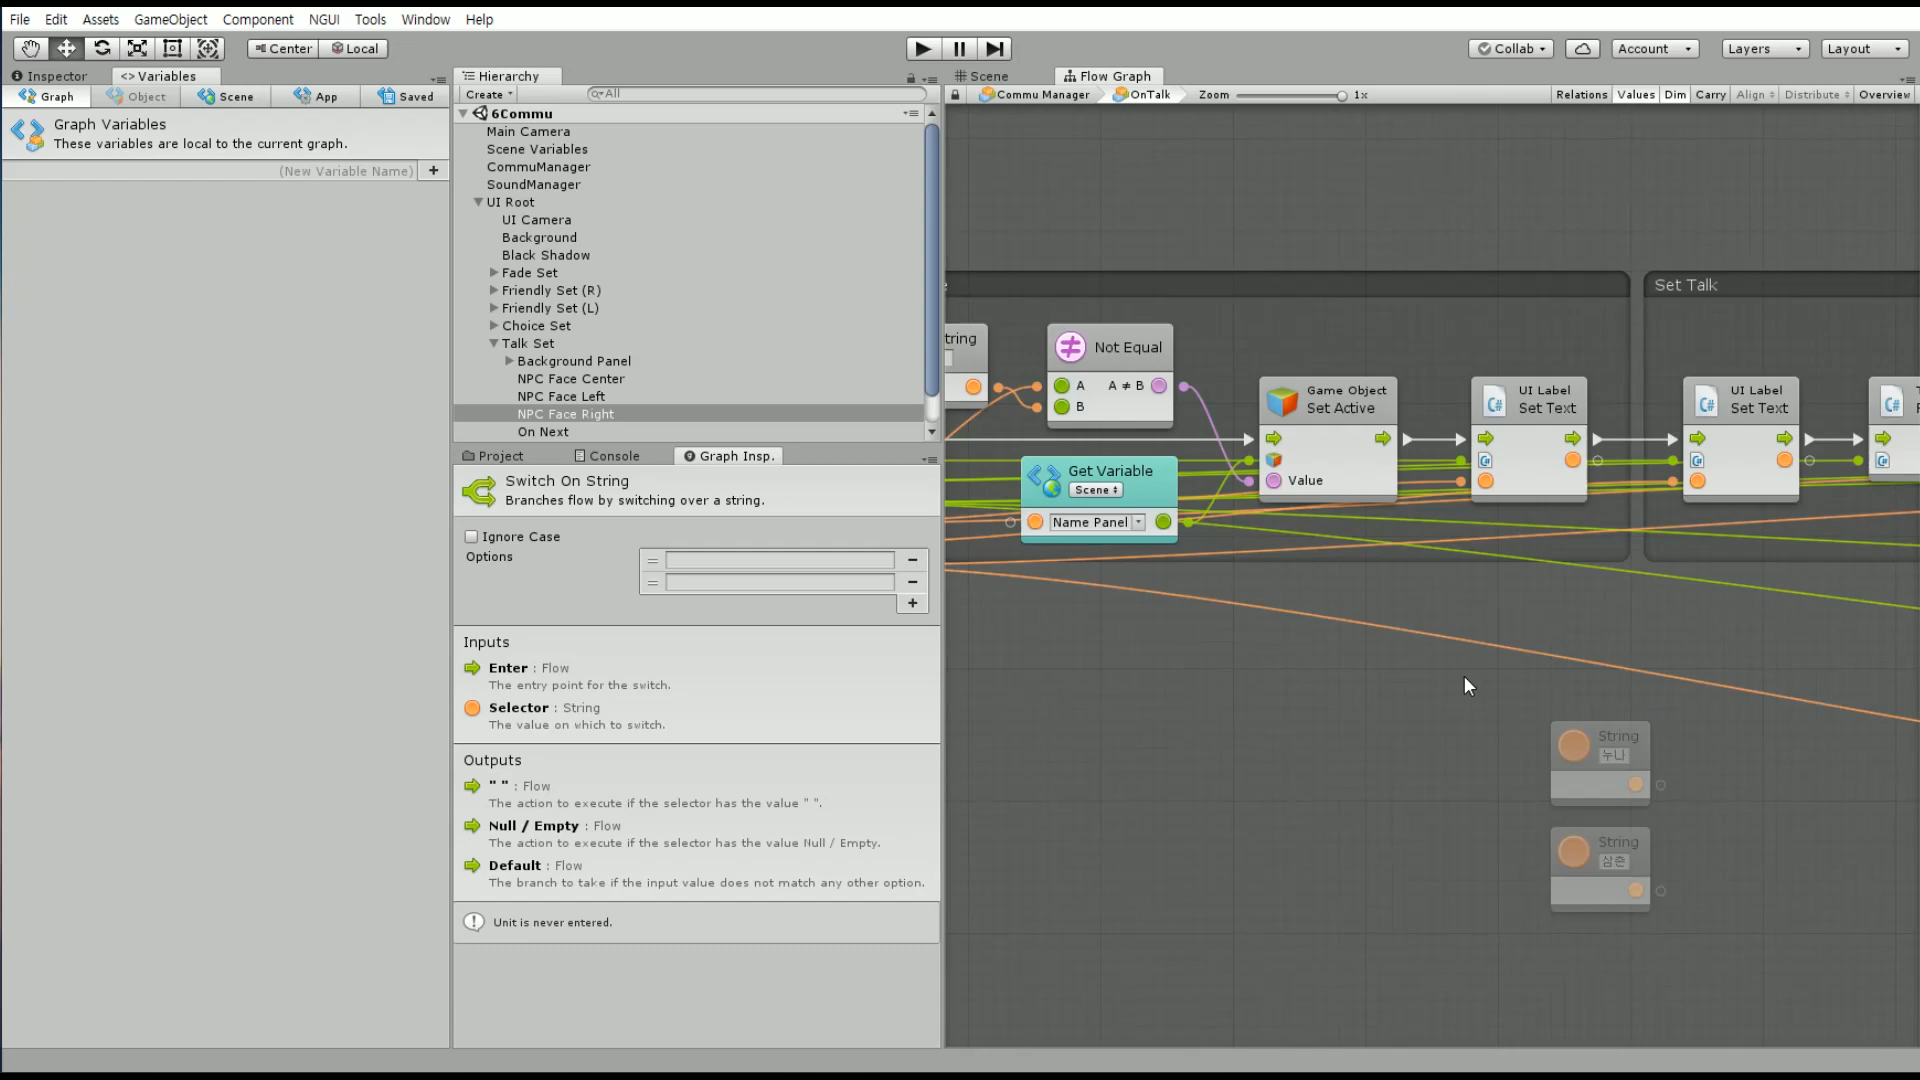 File Edit Assets GameObject Component NGUI Tools Window Help
Center Local
Collab Account Layers Layout
Inspector <> Variables
Graph Object Scene App Saved
Graph Variables
These variables are local to the current graph.
(New Variable Name) +
Hierarchy
Create All
6Commu
Main Camera
Scene Variables
CommuManager
SoundManager
UI Root
UI Camera
Background
Black Shadow
Fade Set
Friendly Set (R)
Friendly Set (L)
Choice Set
Talk Set
Background Panel
NPC Face Center
NPC Face Left
NPC Face Right
On Next
Project Console Graph Insp.
Switch On String
Branches flow by switching over a string.
Ignore Case
Options
Inputs
Enter : Flow
The entry point for the switch.
Selector : String
The value on which to switch.
Outputs
" " : Flow
The action to execute if the selector has the value " ".
Null / Empty : Flow
The action to execute if the selector has the value Null / Empty.
Default : Flow
The branch to take if the input value does not match any other option.
Unit is never entered.
Scene Flow Graph
Commu Manager OnTalk Zoom 1x Relations Values Dim Carry Align Distribute Overview
Set Talk
tring
Not Equal
A A ≠ B
B
Get Variable
Scene
Name Panel
Game Object
Set Active
Value
UI Label
Set Text
C#
UI Label
Set Text
C#
C#
String
누나
String
삼촌